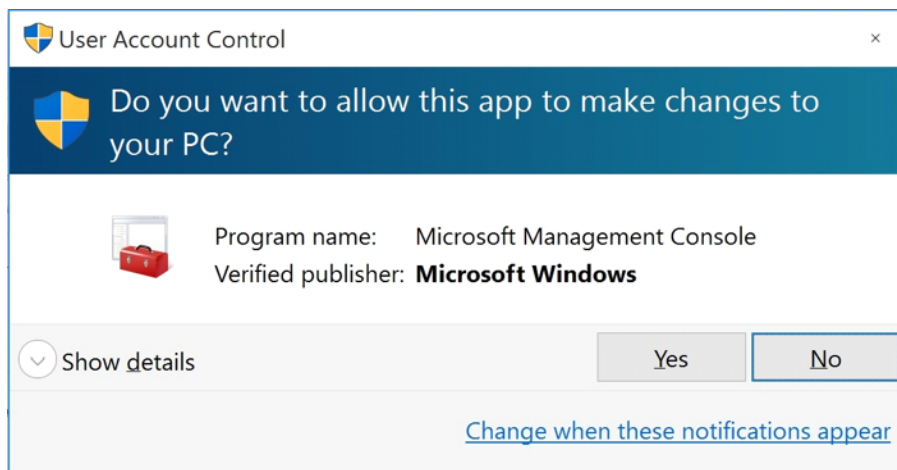 User Account Control
Do you want to allow this app to make changes to
your PC?
Program name: Microsoft Management Console
Verified publisher: Microsoft Windows
Show details
Yes
No
Change when these notifications appear